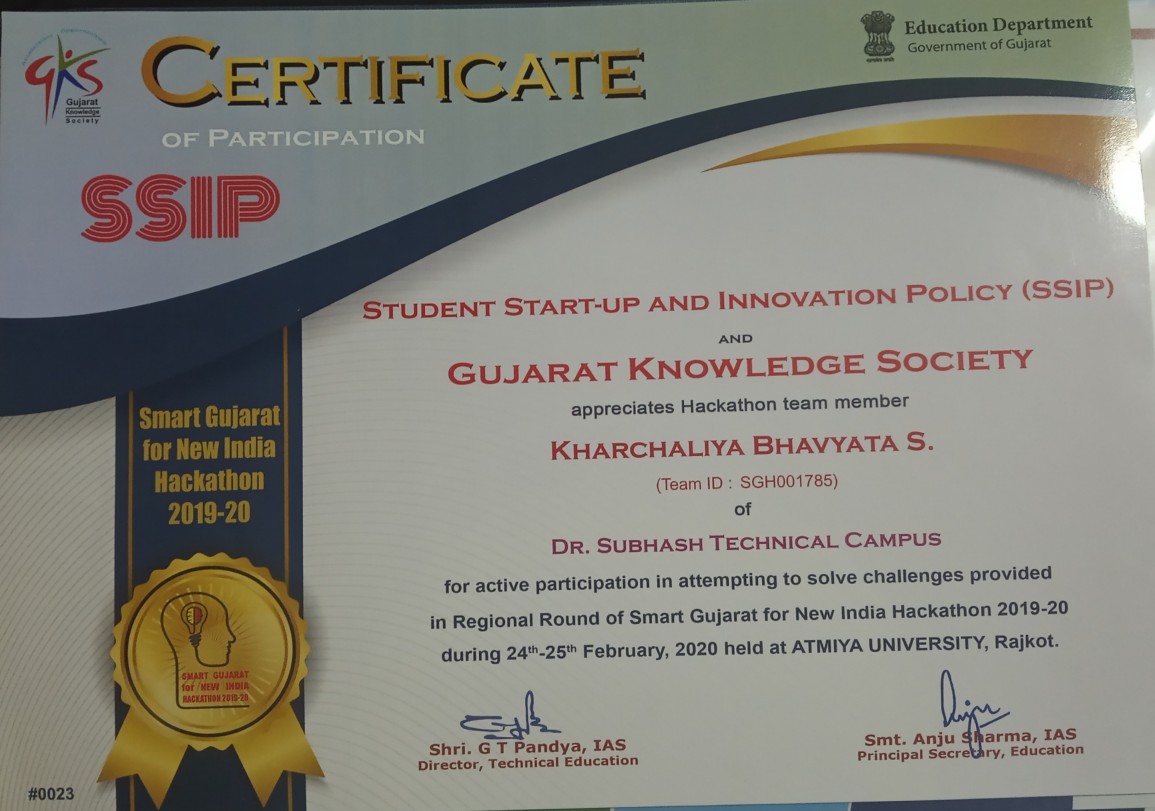 GKS
Gujarat
Knowledge
Society
CERTIFICATE
OF PARTICIPATION
SSIP
Education Department
Government of Gujarat
STUDENT START-UP AND INNOVATION POLICY (SSIP)
AND
GUJARAT KNOWLEDGE SOCIETY
appreciates Hackathon team member
KHARCHALIYA BHAVYATA S.
(Team ID : SGH001785)
of
DR. SUBHASH TECHNICAL CAMPUS
for active participation in attempting to solve challenges provided
in Regional Round of Smart Gujarat for New India Hackathon 2019-20
during 24th-25th February, 2020 held at ATMIYA UNIVERSITY, Rajkot.
Smart Gujarat
for New India
Hackathon
2019-20
SMART GUJARAT
for NEW INDIA
HACKATHON 2019-20
Shri. G T Pandya, IAS
Director, Technical Education
Smt. Anju Sharma, IAS
Principal Secretary, Education
#0023